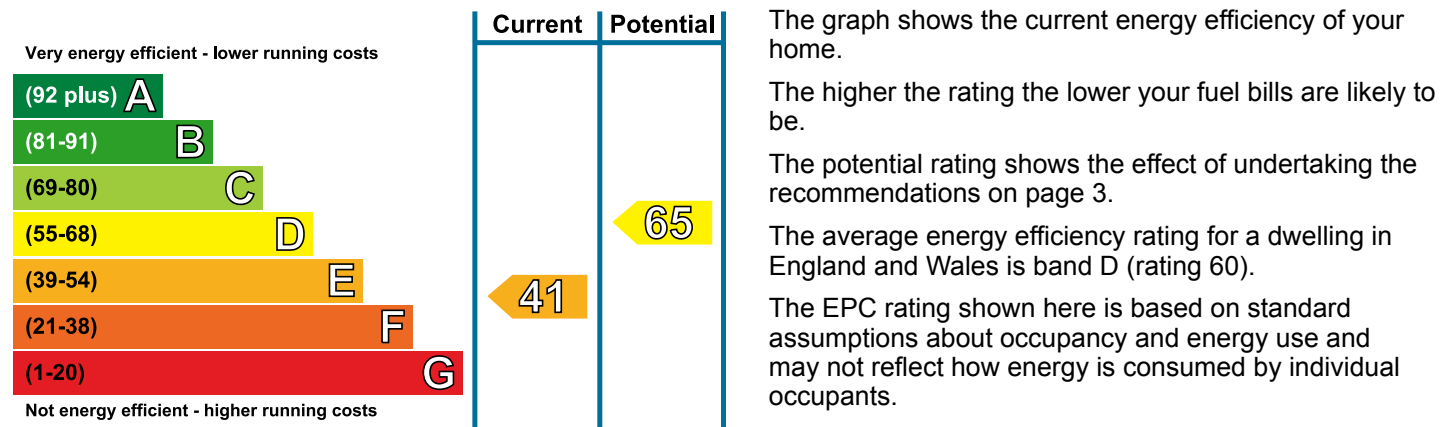 Current Potential
Very energy efficient - lower running costs
(92 plus) A
(81-91) B
(69-80) C
(55-68) D
(39-54) E
(21-38) F
(1-20) G
Not energy efficient - higher running costs
41
65
The graph shows the current energy efficiency of your
home.
The higher the rating the lower your fuel bills are likely to
be.
The potential rating shows the effect of undertaking the
recommendations on page 3.
The average energy efficiency rating for a dwelling in
England and Wales is band D (rating 60).
The EPC rating shown here is based on standard
assumptions about occupancy and energy use and
may not reflect how energy is consumed by individual
occupants.